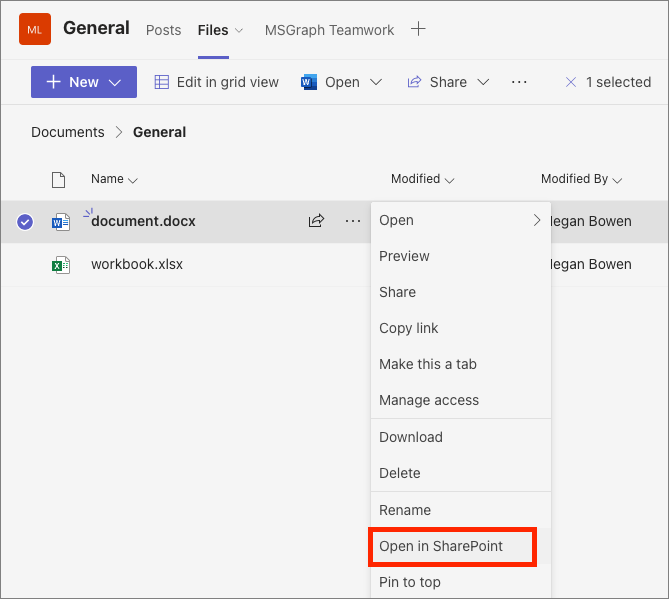 ML General Posts Files MSGraph Teamwork
New Edit in grid view Open Share 1 selected
Documents General
Name Modified Modified By
document.docx egan Bowen
workbook.xlsx egan Bowen
Open
Preview
Share
Copy link
Make this a tab
Manage access
Download
Delete
Rename
Open in SharePoint
Pin to top